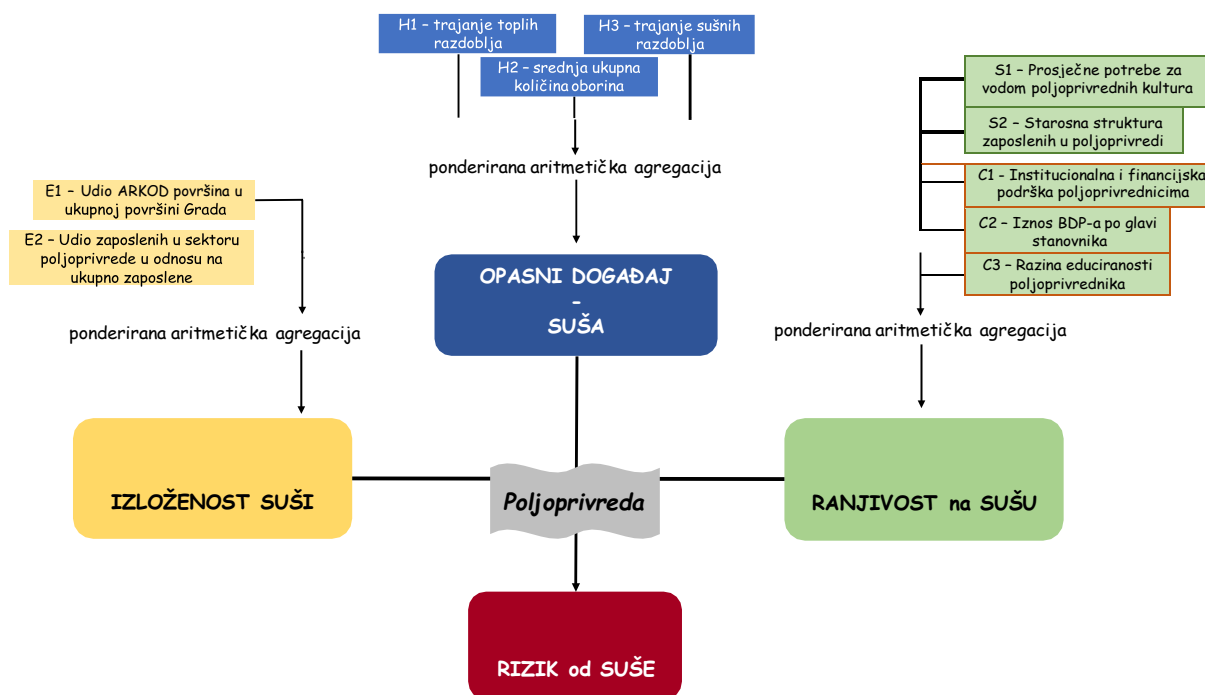 H1 – trajanje toplih
razdoblja
H3 – trajanje sušnih
razdoblja
H2 – srednja ukupna
količina oborina
ponderirana aritmetička agregacija
OPASNI DOGAĐAJ
–
SUŠA
E1 – Udio ARKOD površina u
ukupnoj površini Grada
E2 – Udio zaposlenih u sektoru
poljoprivrede u odnosu na
ukupno zaposlene
ponderirana aritmetička agregacija
IZLOŽENOST SUŠI
S1 – Prosječne potrebe za
vodom poljoprivrednih kultura
S2 – Starosna struktura
zaposlenih u poljoprivredi
C1 - Institucionalna i financijska
podrška poljoprivrednicima
C2 – Iznos BDP-a po glavi
stanovnika
C3 – Razina educiranosti
poljoprivrednika
ponderirana aritmetička agregacija
RANJIVOST na SUŠU
Poljoprivreda
RIZIK od SUŠE